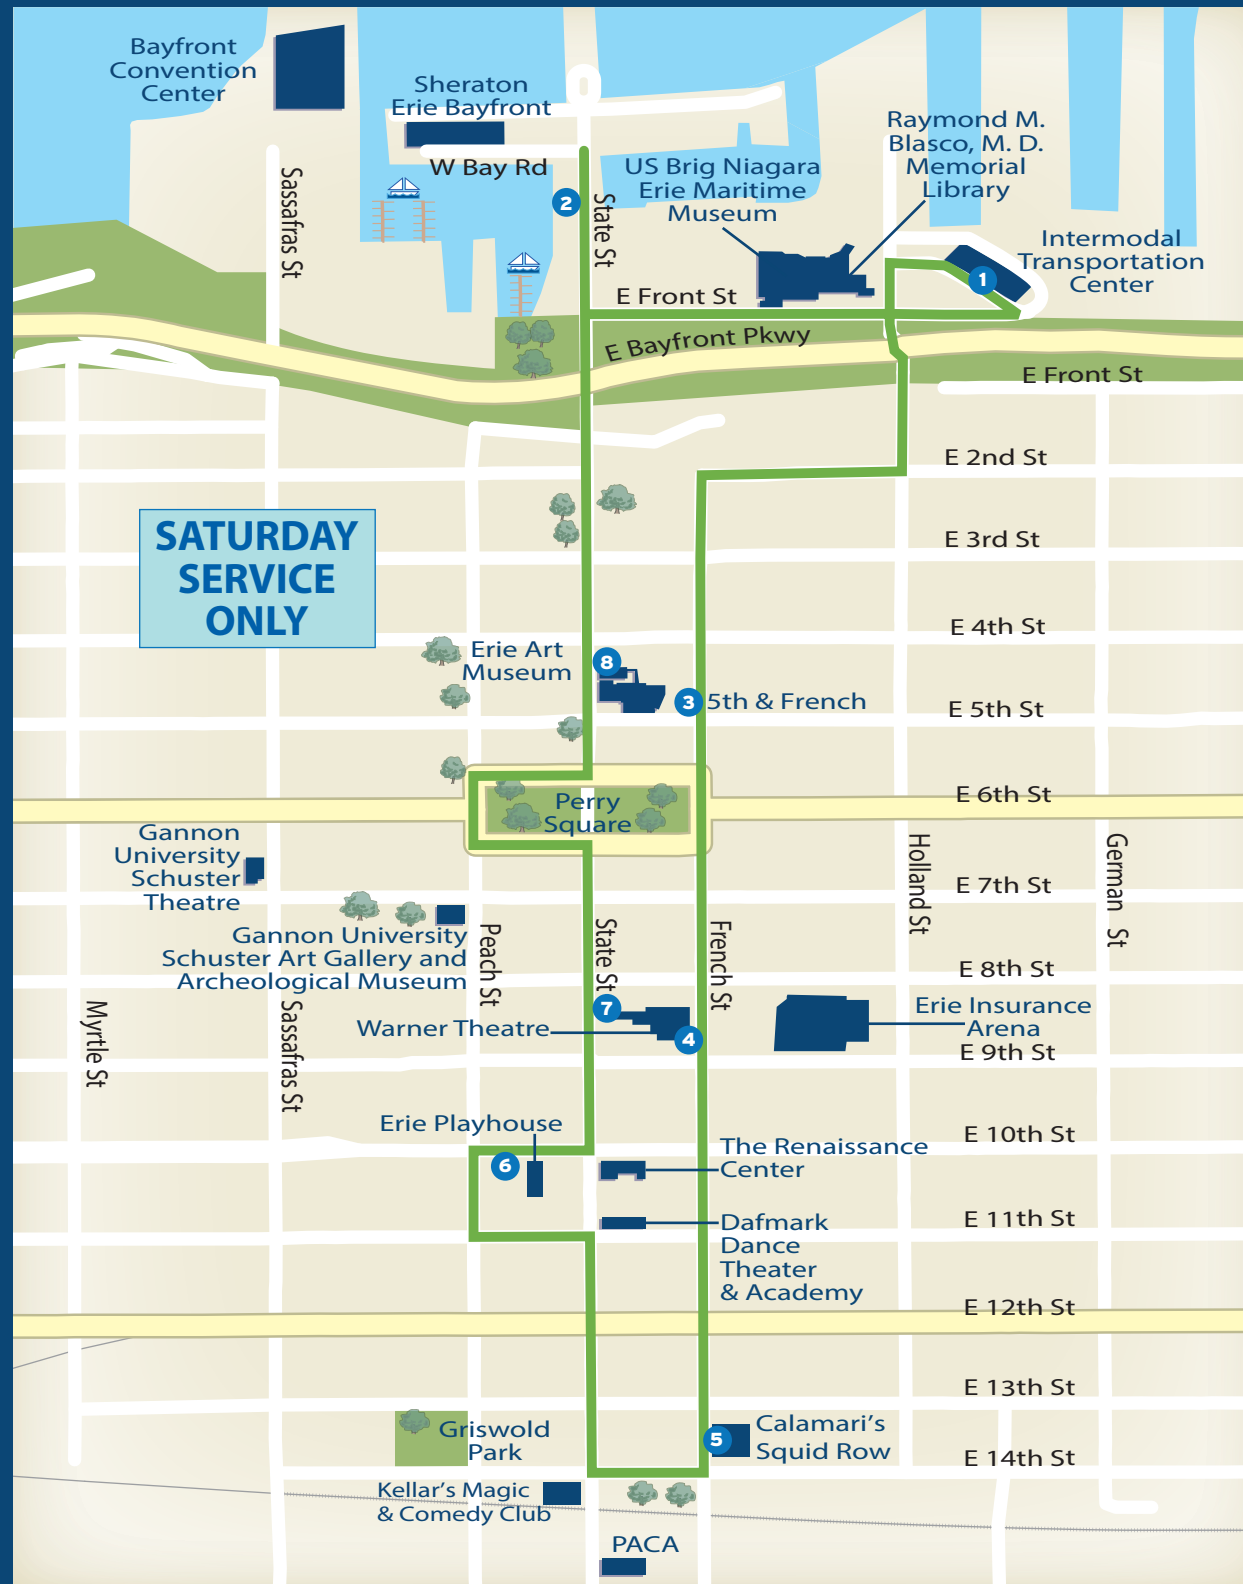 Bayfront
Convention
Center
Sheraton
Erie Bayfront
W Bay Rd
Raymond M.
Blasco, M. D.
Memorial
Library
US Brig Niagara
Erie Maritime
Museum
Sassafras St
2
State St
Intermodal
Transportation
Center
1
E Front St
E Bayfront Pkwy
E Front St
E 2nd St
SATURDAY
SERVICE
ONLY
E 3rd St
E 4th St
Erie Art
Museum
8
3
5th & French
E 5th St
Perry
Square
E 6th St
Gannon
University
Schuster
Theatre
Holland St
German St
E 7th St
Gannon University
Schuster Art Gallery and
Archeological Museum
Peach St
State St
French St
E 8th St
Myrtle St
Sassafras St
7
Warner Theatre
4
Erie Insurance
Arena
E 9th St
Erie Playhouse
6
E 10th St
The Renaissance
Center
E 11th St
Dafmark
Dance
Theater
& Academy
E 12th St
E 13th St
Griswold
Park
5
Calamari's
Squid Row
E 14th St
Kellar's Magic
& Comedy Club
PACA